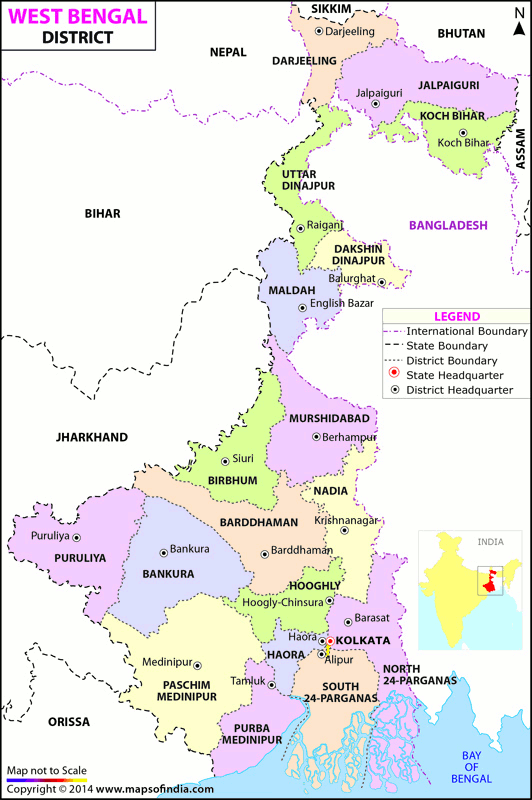 WEST BENGAL
DISTRICT
SIKKIM
N
Darjeeling
NEPAL
BHUTAN
DARJEELING
JALPAIGURI
Jalpaiguri
KOCH BIHAR
Koch Bihar
ASSAM
UTTAR
DINAJPUR
BIHAR
BANGLADESH
Raiganj
DAKSHIN
DINAJPUR
Balurghat
MALDAH
English Bazar
LEGEND
International Boundary
State Boundary
District Boundary
State Headquarter
District Headquarter
MURSHIDABAD
Berhampur
JHARKHAND
Siuri
BIRBHUM
NADIA
BARDDHAMAN
Krishnanagar
Puruliya
PURULIYA
Bankura
BANKURA
Barddhaman
INDIA
HOOGHLY
Hoogly-Chinsura
Barasat
Haora
KOLKATA
HAORA
Alipur
Medinipur
Tamluk
NORTH
24-PARGANAS
PASCHIM
MEDINIPUR
SOUTH
24-PARGANAS
ORISSA
PURBA
MEDINIPUR
BAY
OF
BENGAL
Map not to Scale
Copyright © 2014 www.mapsofindia.com